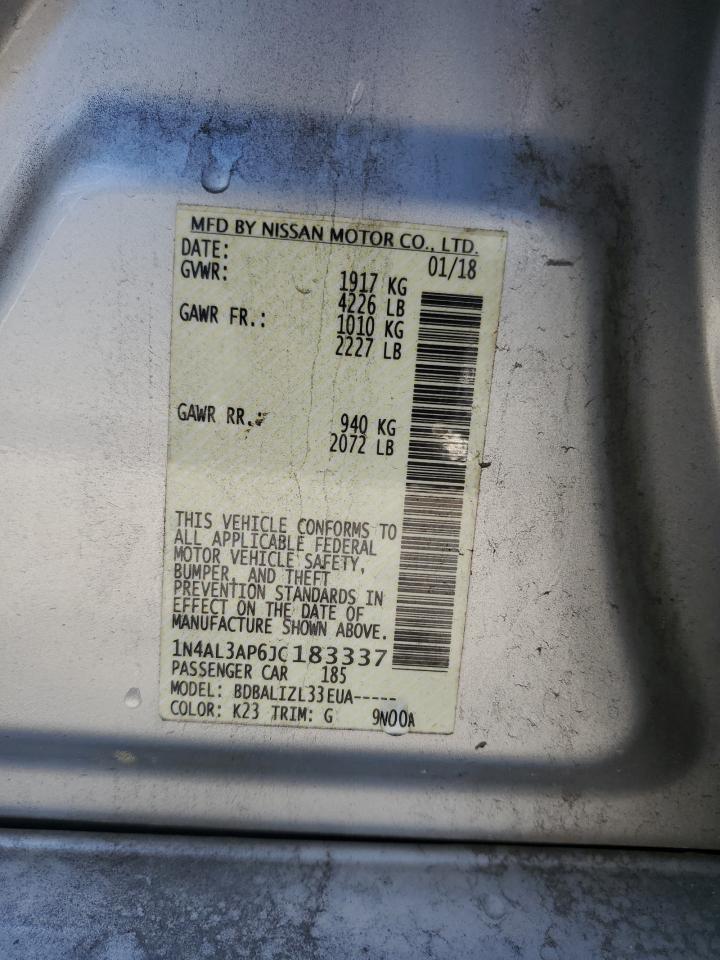 MFD BY NISSAN MOTOR CO., LTD.
DATE: 01/18
GVWR: 1917 KG
4226 LB
GAWR FR.: 1010 KG
2227 LB
GAWR RR.: 940 KG
2072 LB
THIS VEHICLE CONFORMS TO
ALL APPLICABLE FEDERAL
MOTOR VEHICLE SAFETY,
BUMPER, AND THEFT
PREVENTION STANDARDS IN
EFFECT ON THE DATE OF
MANUFACTURE SHOWN ABOVE.
1N4AL3AP6JC183337
PASSENGER CAR 185
MODEL: BDBALIZL33EUA-----
COLOR: K23 TRIM: G 9N00A